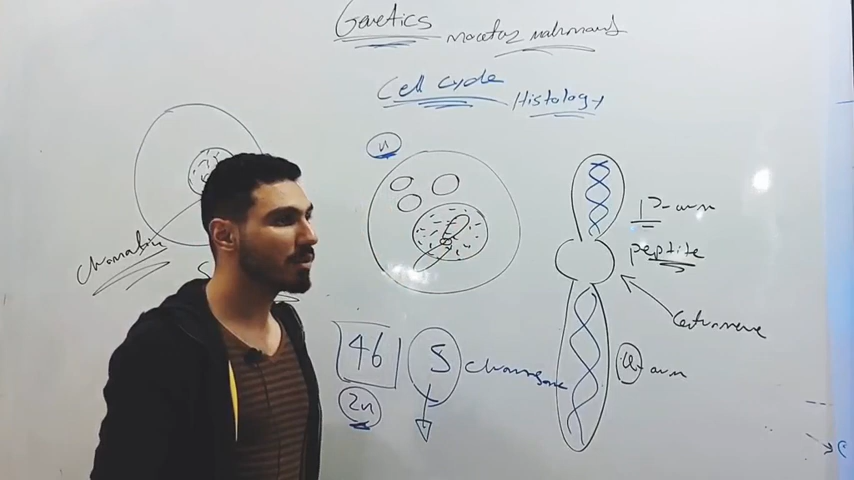 Genetics
Cell cycle
Histology
n
P-arm
peptite
Chromatin
S
Centromere
46
S
chromosome
q-arm
2n